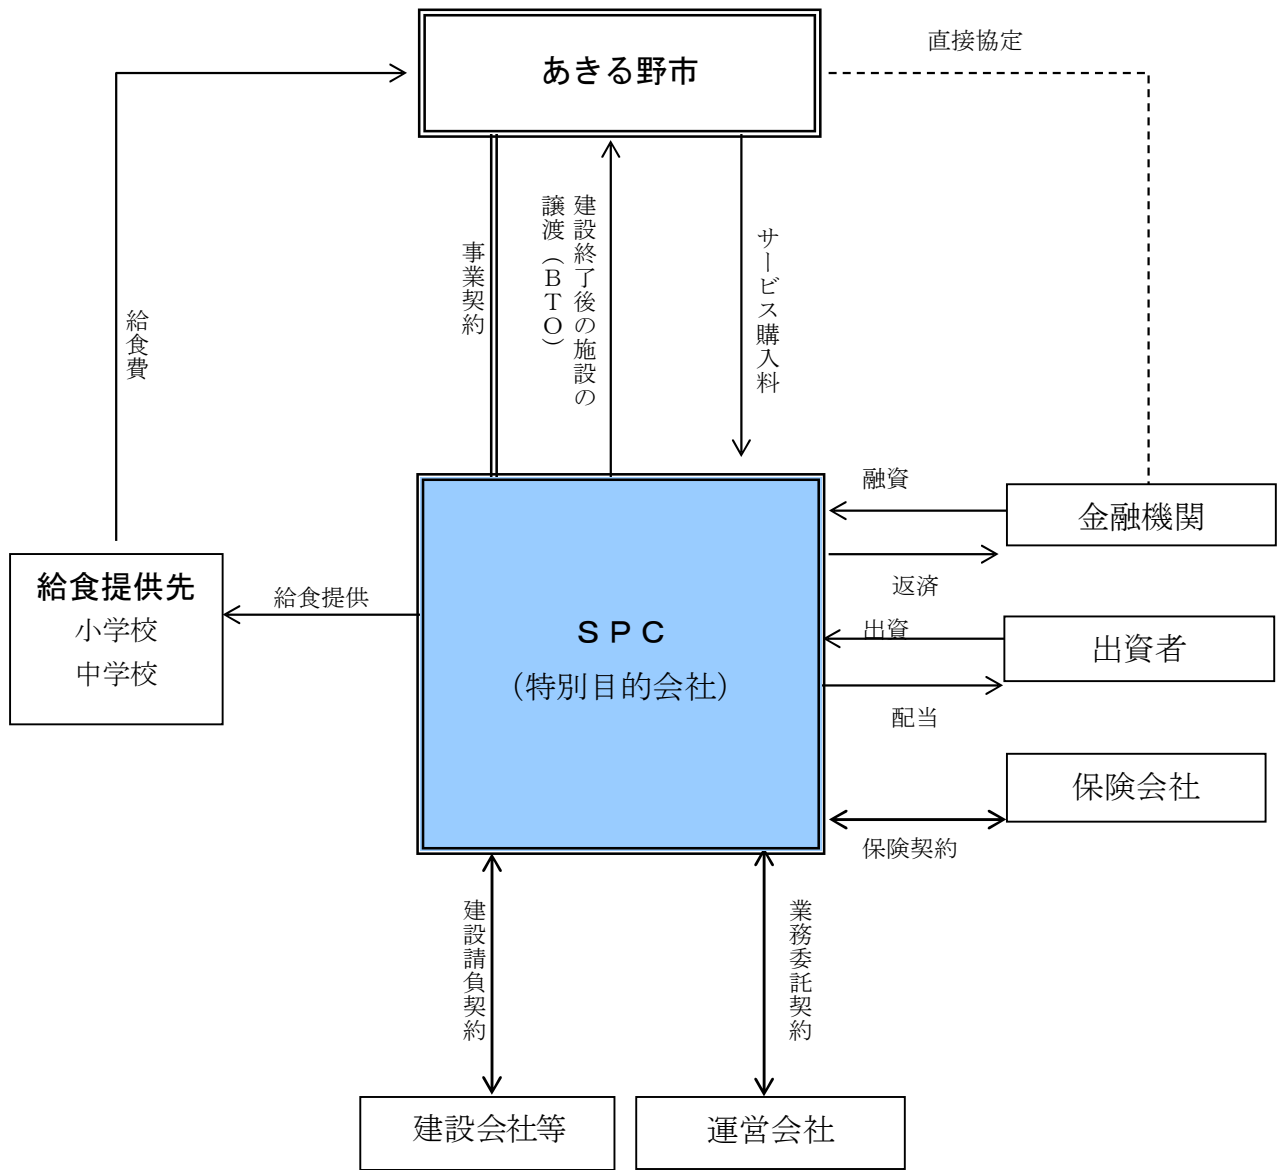 あきる野市
直接協定
給食費
事業契約
建設終了後の施設の
譲渡(BTO)
サービス購入料
融資
金融機関
返済
給食提供先
小学校
中学校
給食提供
SPC
(特別目的会社)
出資
出資者
配当
保険会社
保険契約
建設請負契約
業務委託契約
建設会社等
運営会社